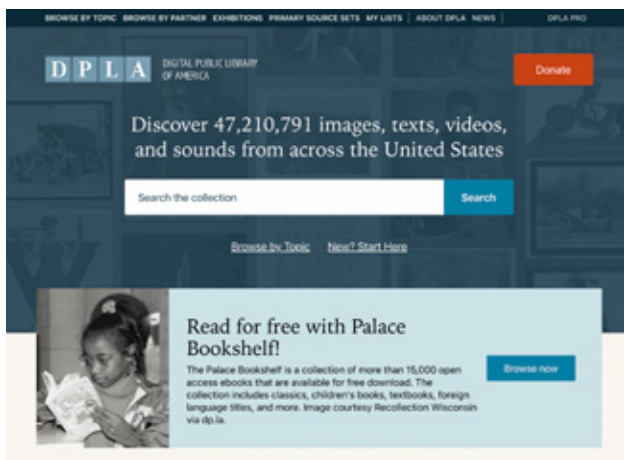 BROWSE BY TOPIC BROWSE BY PARTNER EXHIBITIONS PRIMARY SOURCE SETS MY LISTS ABOUT DPLA NEWS DPLA PRO
DPLA
DIGITAL PUBLIC LIBRARY
OF AMERICA
Donate
Discover 47,210,791 images, texts, videos,
and sounds from across the United States
Search the collection
Search
Browse by Topic New? Start Here
Read for free with Palace
Bookshelf!
The Palace Bookshelf is a collection of more than 15,000 open
access ebooks that are available for free download. The
collection includes classics, children's books, textbooks, foreign
language titles, and more. Image courtesy Recollection Wisconsin
via dp.la.
Browse now